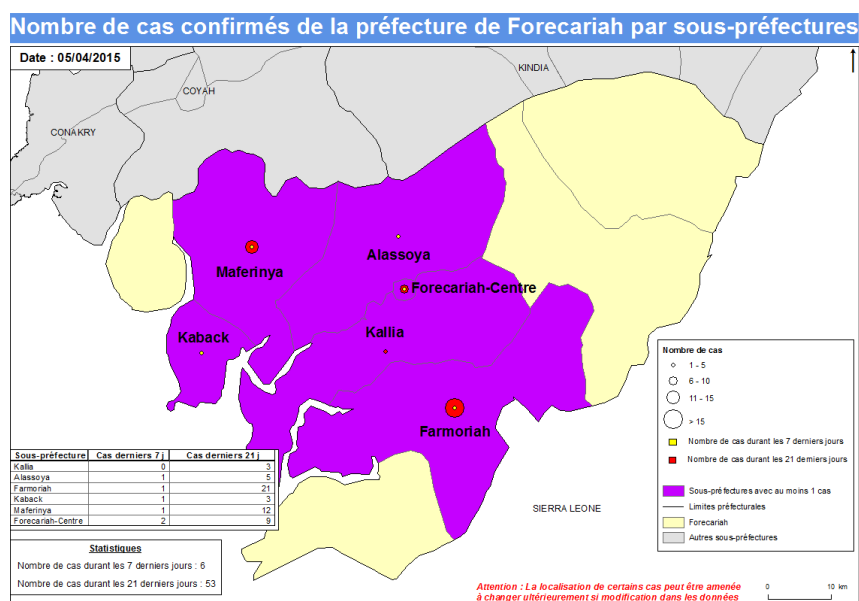 Nombre de cas confirmés de la préfecture de Forecariah par sous-préfectures
Date : 05/04/2015
KINDIA
COYAH
CONAKRY
Alassoya
Maferinya
Forecariah-Centre
Kallia
Kaback
Farmoriah
SIERRA LEONE
Nombre de cas
1 - 5
6 - 10
11 - 15
> 15
Nombre de cas durant les 7 derniers jours
Nombre de cas durant les 21 derniers jours
Sous-préfectures avec au moins 1 cas
Limites préfecturales
Forecariah
Autres sous-préfectures
Sous-préfecture Cas derniers 7 j Cas derniers 21 j
Kallia 0 3
Alassoya 1 5
Farmoriah 1 21
Kaback 1 3
Maferinya 1 12
Forecariah-Centre 2 9
Statistiques
Nombre de cas durant les 7 derniers jours : 6
Nombre de cas durant les 21 derniers jours : 53
Attention : La localisation de certains cas peut être amenée
à changer ultérieurement si modification dans les données
0 10 km